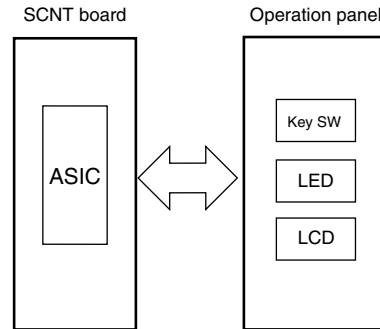 SCNT board
Operation panel
ASIC
Key SW
LED
LCD